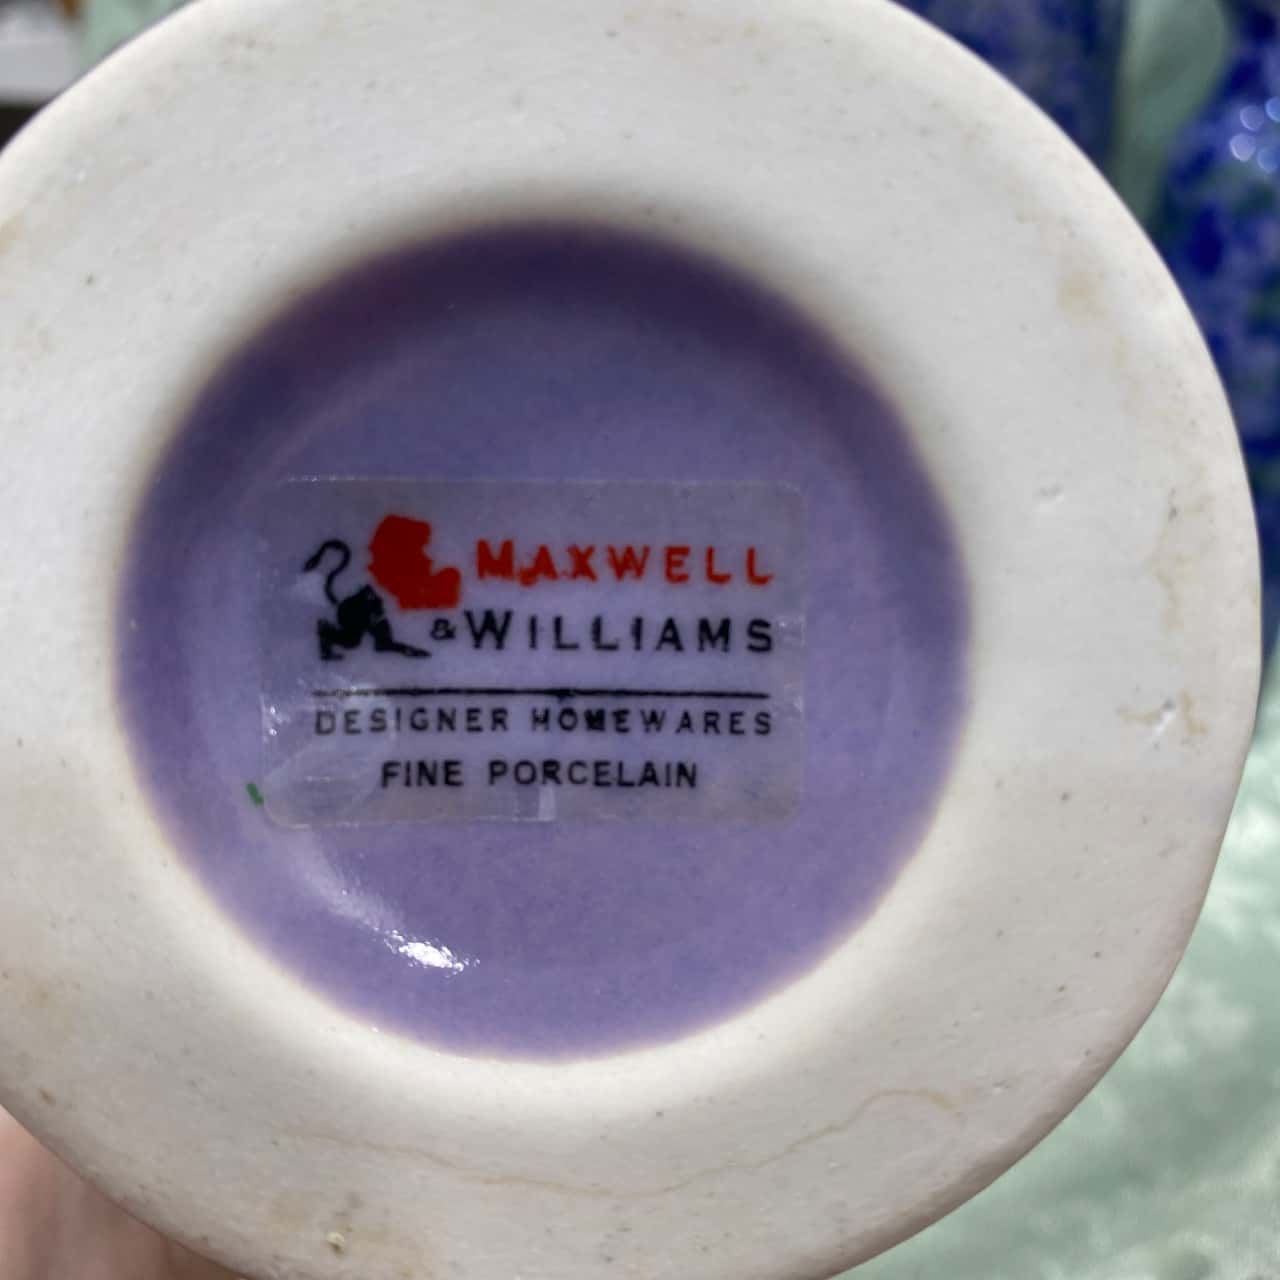 MAXWELL
& WILLIAMS
DESIGNER HOMEWARES
FINE PORCELAIN